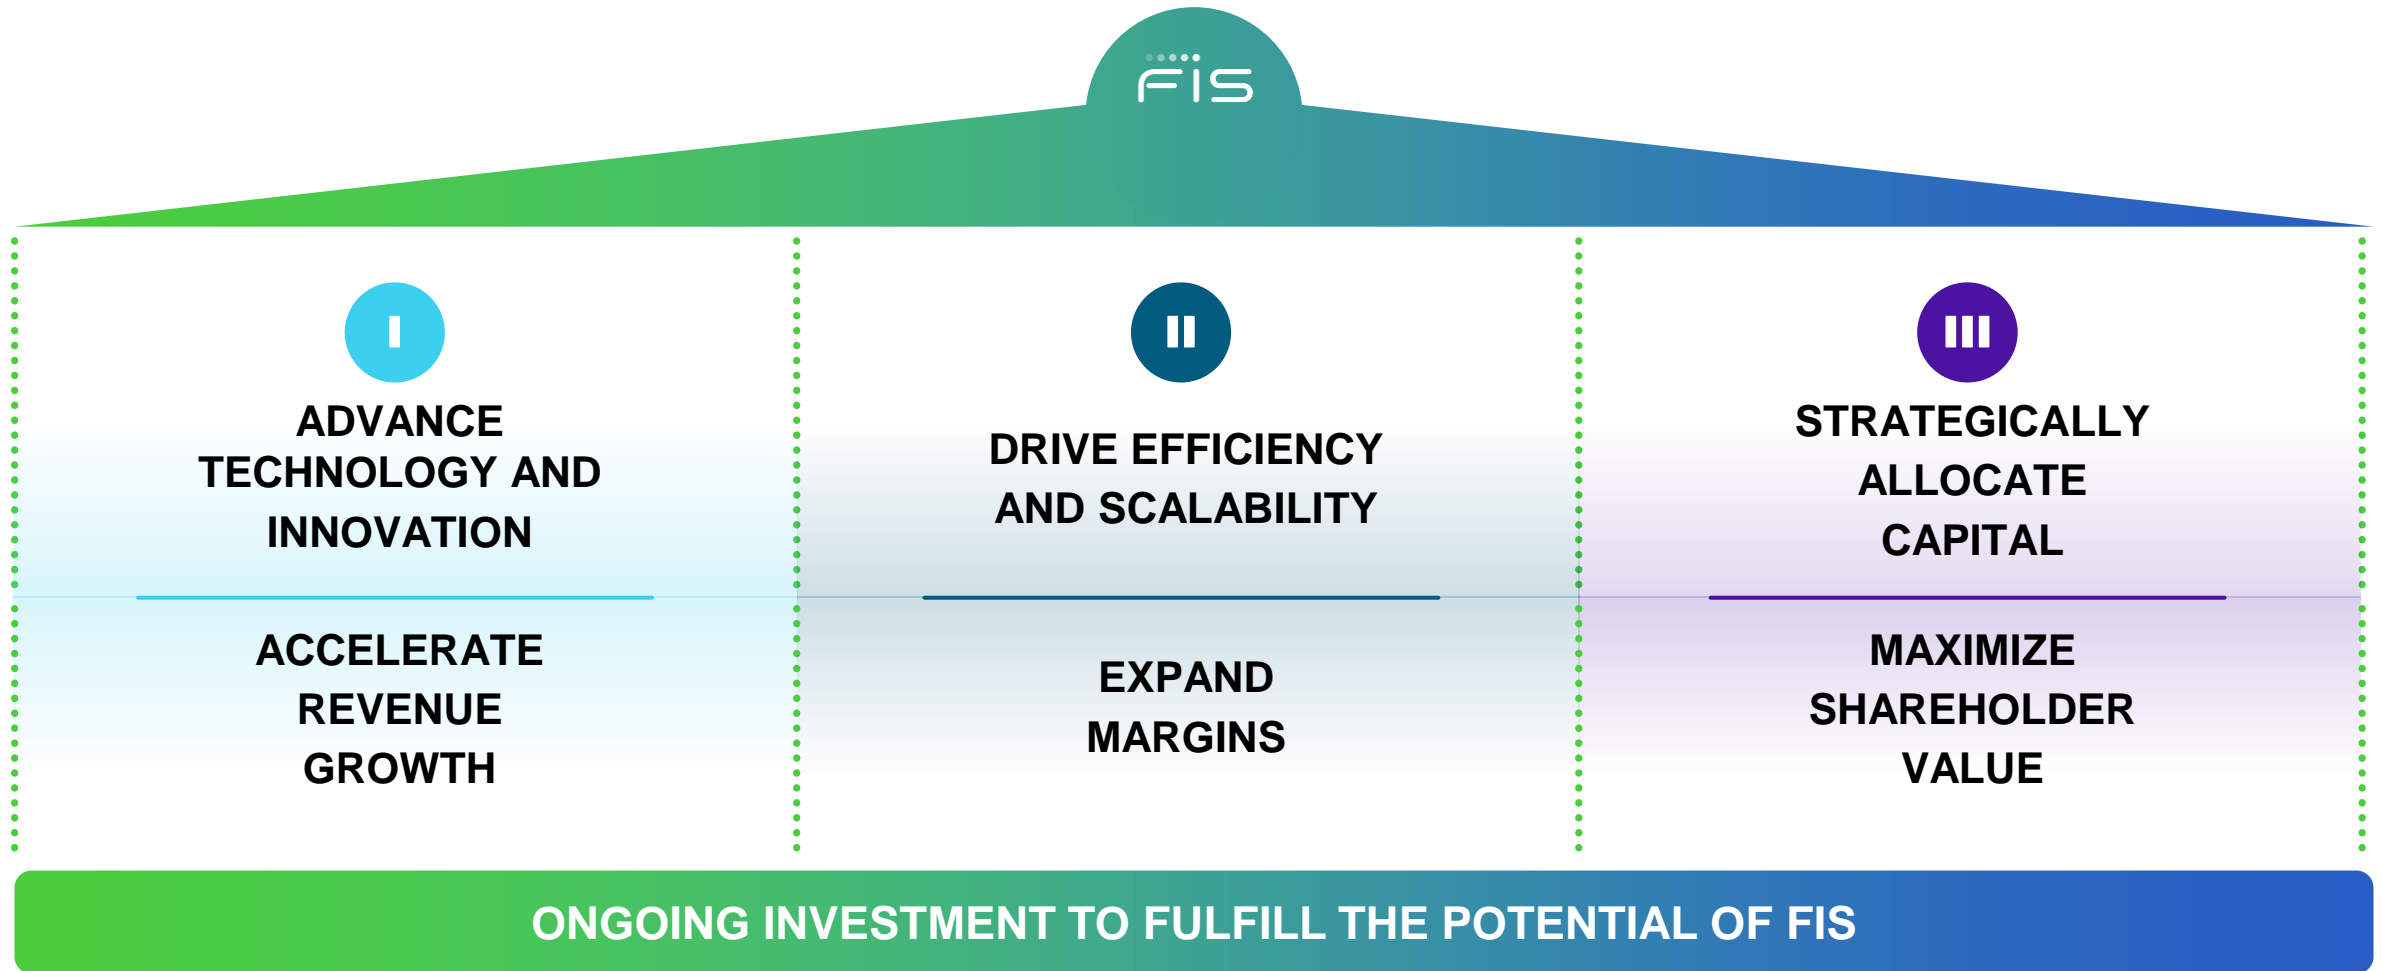 FIS
I
ADVANCE
TECHNOLOGY AND
INNOVATION
ACCELERATE
REVENUE
GROWTH
II
DRIVE EFFICIENCY
AND SCALABILITY
EXPAND
MARGINS
III
STRATEGICALLY
ALLOCATE
CAPITAL
MAXIMIZE
SHAREHOLDER
VALUE
ONGOING INVESTMENT TO FULFILL THE POTENTIAL OF FIS